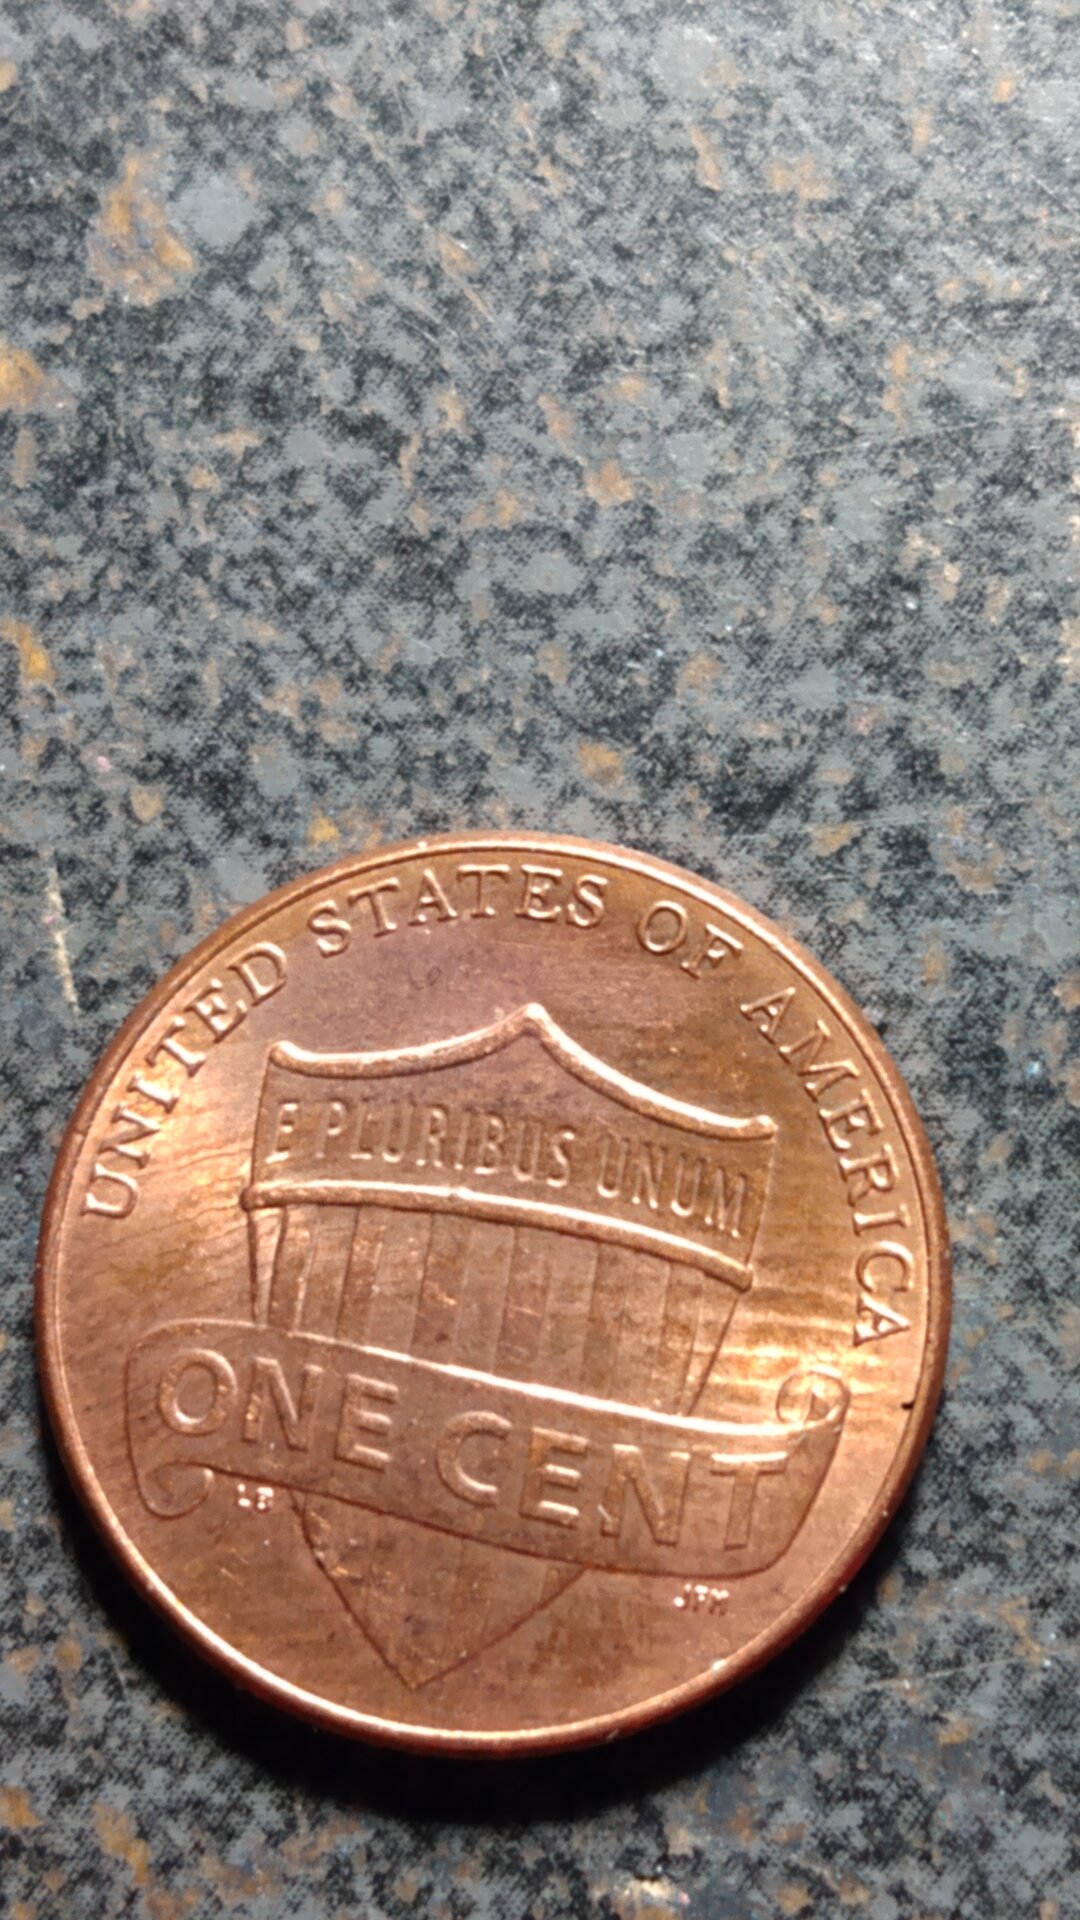 UNITED STATES OF AMERICA
E PLURIBUS UNUM
ONE CENT
LB
JFM